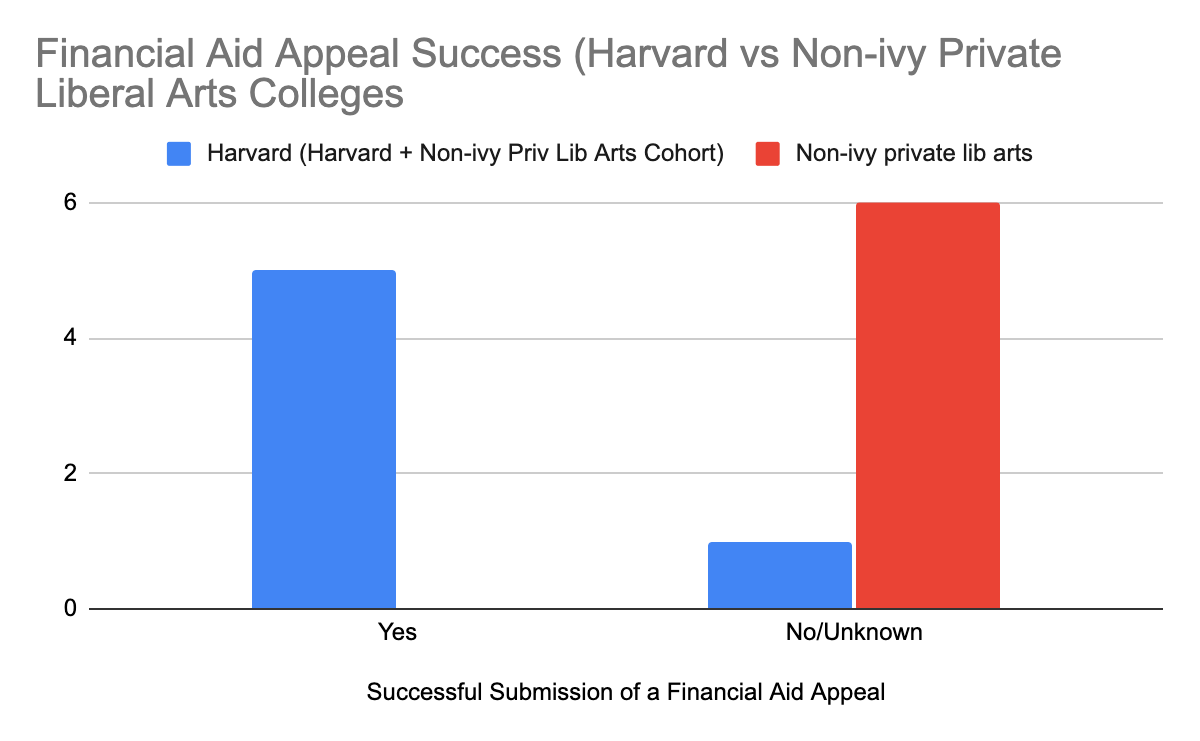 Financial Aid Appeal Success (Harvard vs Non-ivy Private
Liberal Arts Colleges
Harvard (Harvard + Non-ivy Priv Lib Arts Cohort)
Non-ivy private lib arts
6
4
2
0
Yes
No/Unknown
Successful Submission of a Financial Aid Appeal